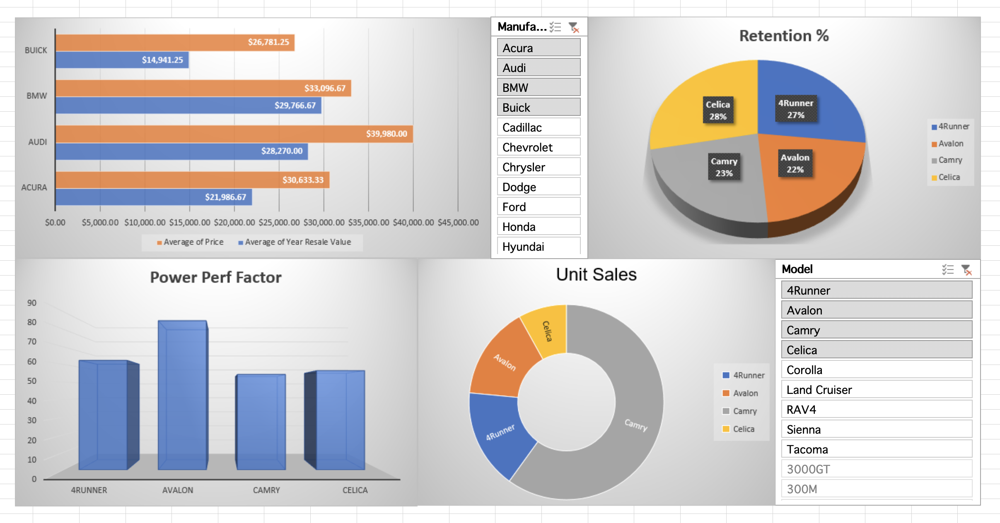 BUICK
$26,781.25
$14,941.25
BMW
$33,096.67
$29,766.67
AUDI
$39,980.00
$28,270.00
ACURA
$30,633.33
$21,986.67
$0.00 $5,000.00 $10,000.00 $15,000.00 $20,000.00 $25,000.00 $30,000.00 $35,000.00 $40,000.00 $45,000.00
Average of Price Average of Year Resale Value
Manufa...
Acura
Audi
BMW
Buick
Cadillac
Chevrolet
Chrysler
Dodge
Ford
Honda
Hyundai
Retention %
Celica
28%
4Runner
27%
Camry
23%
Avalon
22%
4Runner
Avalon
Camry
Celica
Power Perf Factor
90
80
70
60
50
40
30
20
10
0
4RUNNER AVALON CAMRY CELICA
Unit Sales
Celica
Avalon
4Runner
Camry
4Runner
Avalon
Camry
Celica
Model
4Runner
Avalon
Camry
Celica
Corolla
Land Cruiser
RAV4
Sienna
Tacoma
3000GT
300M